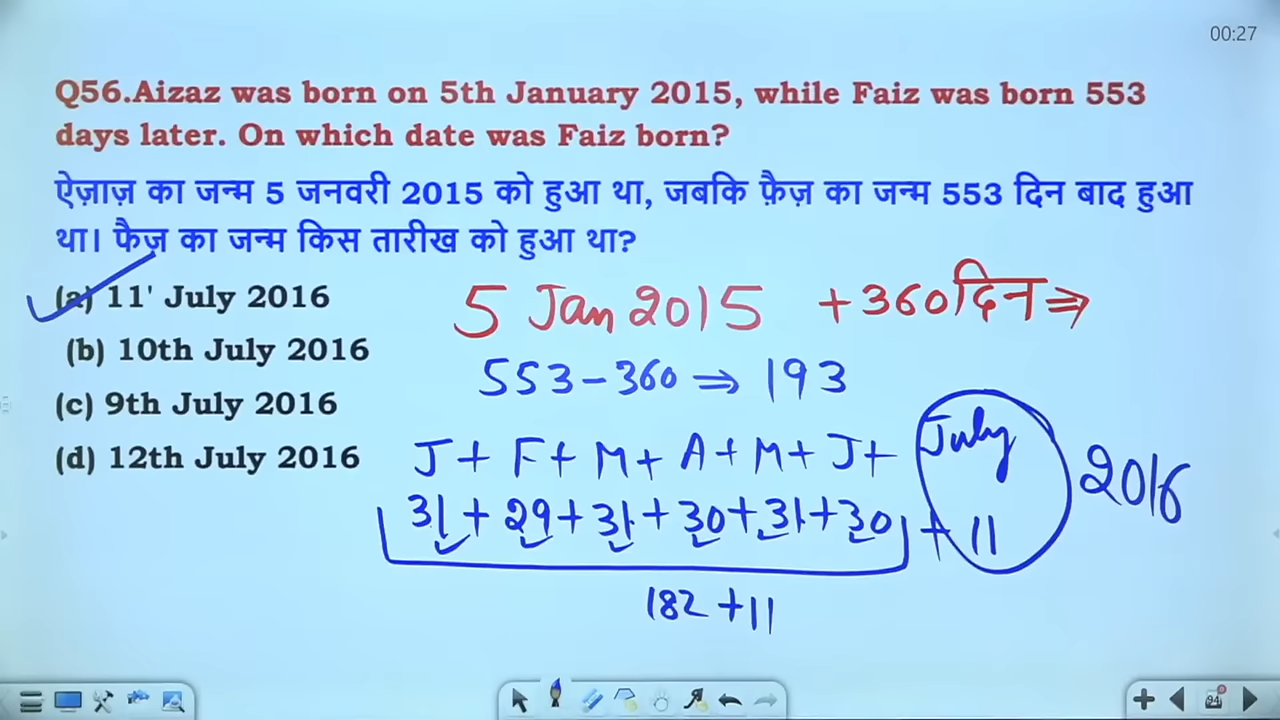 00:27
Q56.Aizaz was born on 5th January 2015, while Faiz was born 553
days later. On which date was Faiz born?
ऐज़ाज़ का जन्म 5 जनवरी 2015 को हुआ था, जबकि फ़ैज़ का जन्म 553 दिन बाद हुआ
था। फैज़ का जन्म किस तारीख को हुआ था?
(a) 11' July 2016
(b) 10th July 2016
(c) 9th July 2016
(d) 12th July 2016
5 Jan 2015 +360दिन⇒
553-360 ⇒ 193
J+ F+ M+ A+ M+ J+ July 2016
31+29+31+30+31+30 + 11
182 +11
94